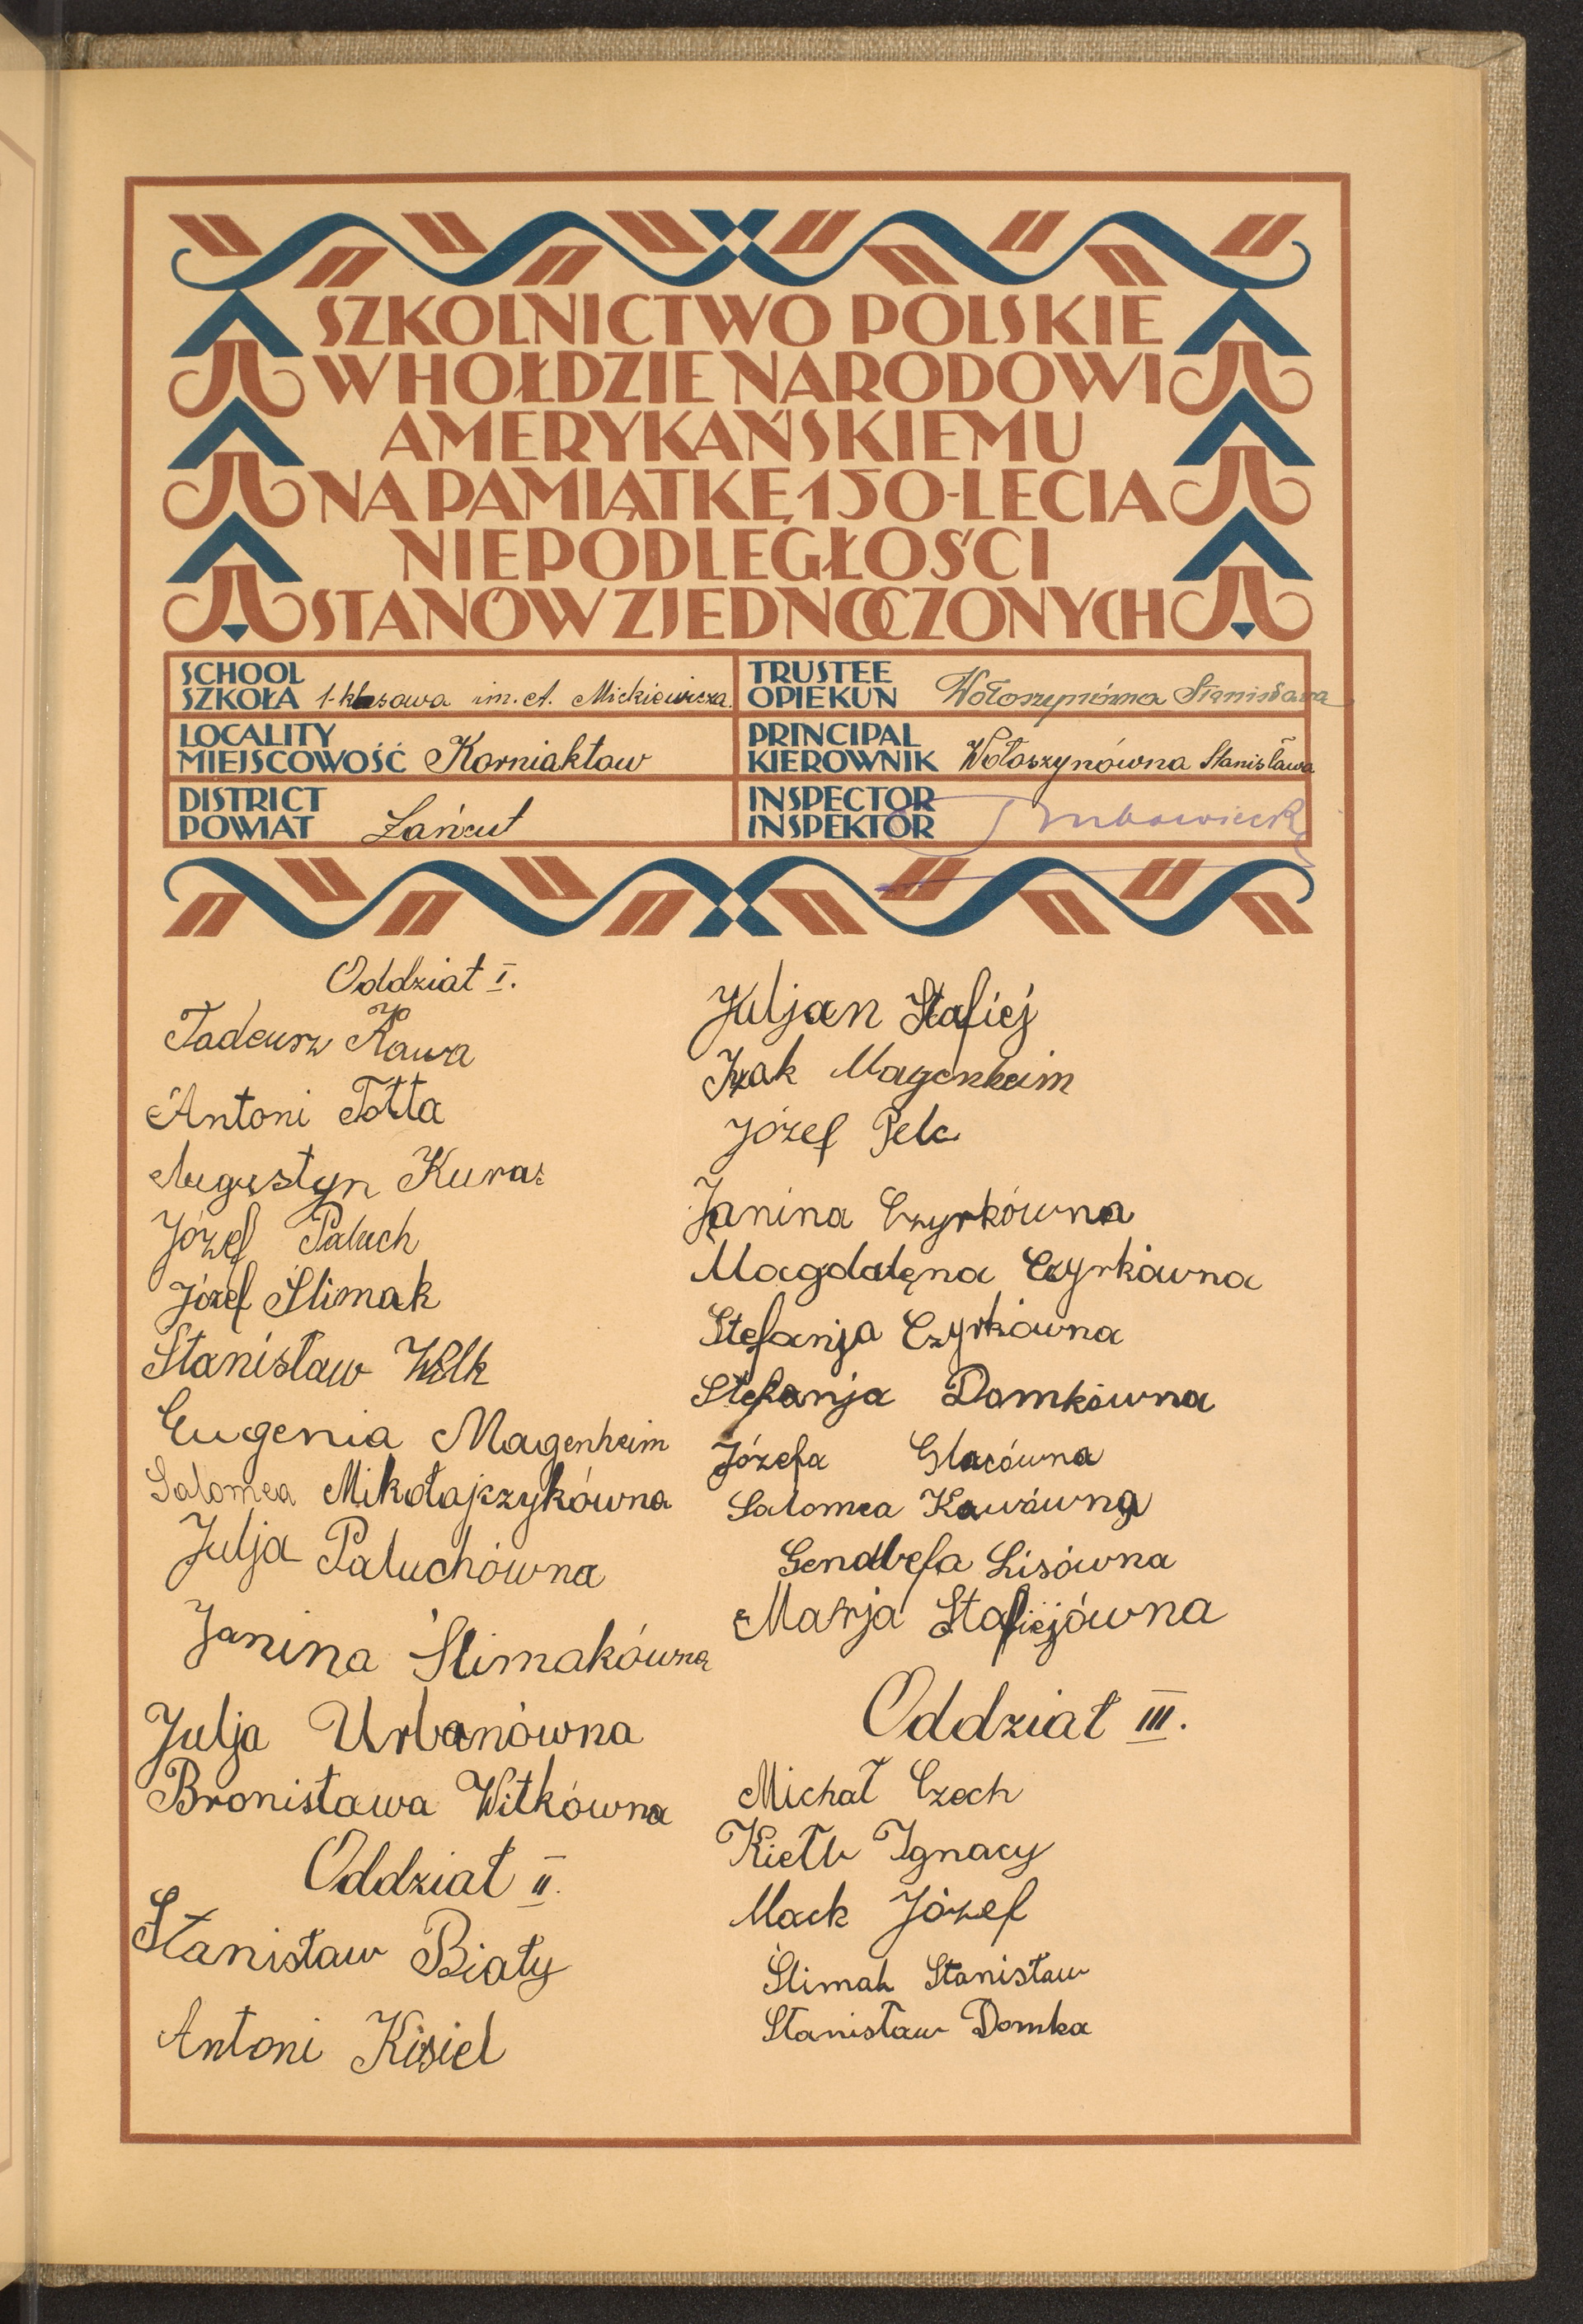 SZKOLNICTWO POLSKIE
W HOŁDZIE NARODOWI
AMERYKAŃSKIEMU
NA PAMIĄTKĘ 150-LECIA
NIEPODLEGŁOŚCI
STANÓW ZJEDNOCZONYCH
SCHOOL
SZKOŁA 1-klasowa im. A. Mickiewicza
TRUSTEE
OPIEKUN Wołoszynówna Stanisława
LOCALITY
MIEJSCOWOŚĆ Korniaktów
PRINCIPAL
KIEROWNIK Wołoszynówna Stanisława
DISTRICT
POWIAT Łańcut
INSPECTOR
INSPEKTOR
Oddział I.
Tadeusz Kawa
Antoni Totta
Augustyn Kuras
Józef Paluch
Józef Ślimak
Stanisław Wilk
Eugenia Magenheim
Salomea Mikołajczykówna
Julja Paluchówna
Janina Ślimakówna
Julja Urbanówna
Bronisława Witkówna
Oddział II.
Stanisław Biały
Antoni Kisiel
Juljan Stafiej
Izak Magenheim
Józef Pelc
Janina Czyrkówna
Magdalena Czyrkówna
Stefanja Czyrkówna
Stefanja Domkówna
Józefa Glacówna
Salomea Kawówna
Genowefa Lisówna
Marja Stafiejówna
Oddział III.
Michał Czech
Kiełb Ignacy
Mack Józef
Ślimak Stanisław
Stanisław Domka